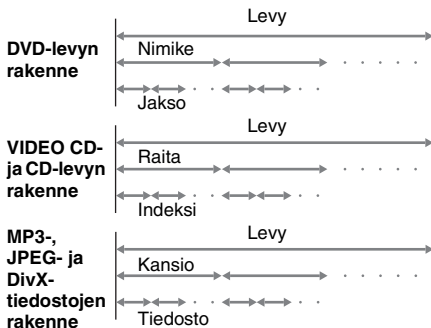 Levy
DVD-levyn
rakenne
Nimike
Jakso
Levy
VIDEO CD-
ja CD-levyn
rakenne
Raita
Indeksi
Levy
MP3-,
JPEG- ja
DivX-
tiedostojen
rakenne
Kansio
Tiedosto